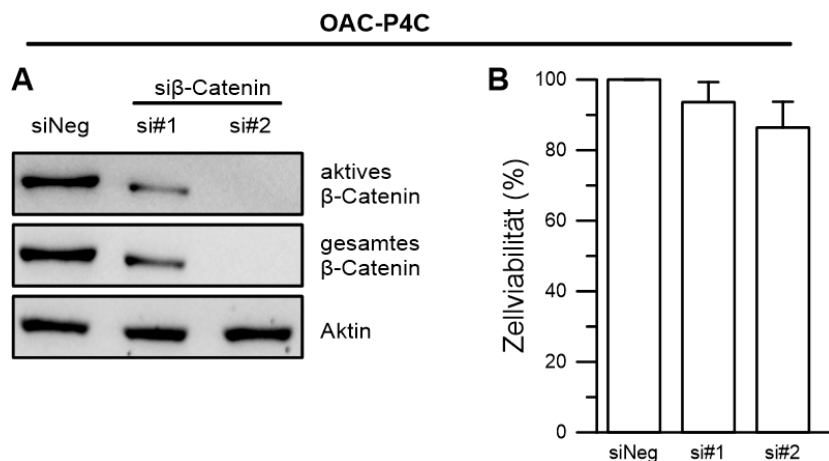 OAC-P4C
A
siβ-Catenin
siNeg
si#1
si#2
aktives
β-Catenin
gesamtes
β-Catenin
Aktin
B
Zellviabilität (%)
100
80
60
40
20
0
siNeg
si#1
si#2